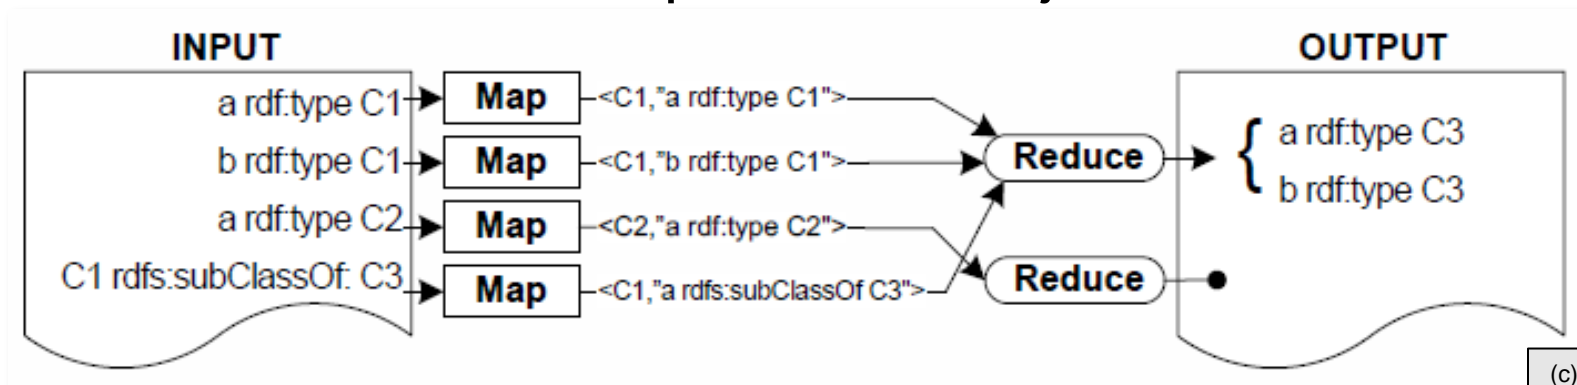 INPUT
OUTPUT
a rdf:type C1
Map
<C1,"a rdf:type C1">
b rdf:type C1
Map
<C1,"b rdf:type C1">
Reduce
a rdf:type C3
b rdf:type C3
a rdf:type C2
Map
<C2,"a rdf:type C2">
C1 rdfs:subClassOf: C3
Map
<C1,"a rdfs:subClassOf C3">
Reduce
(c)